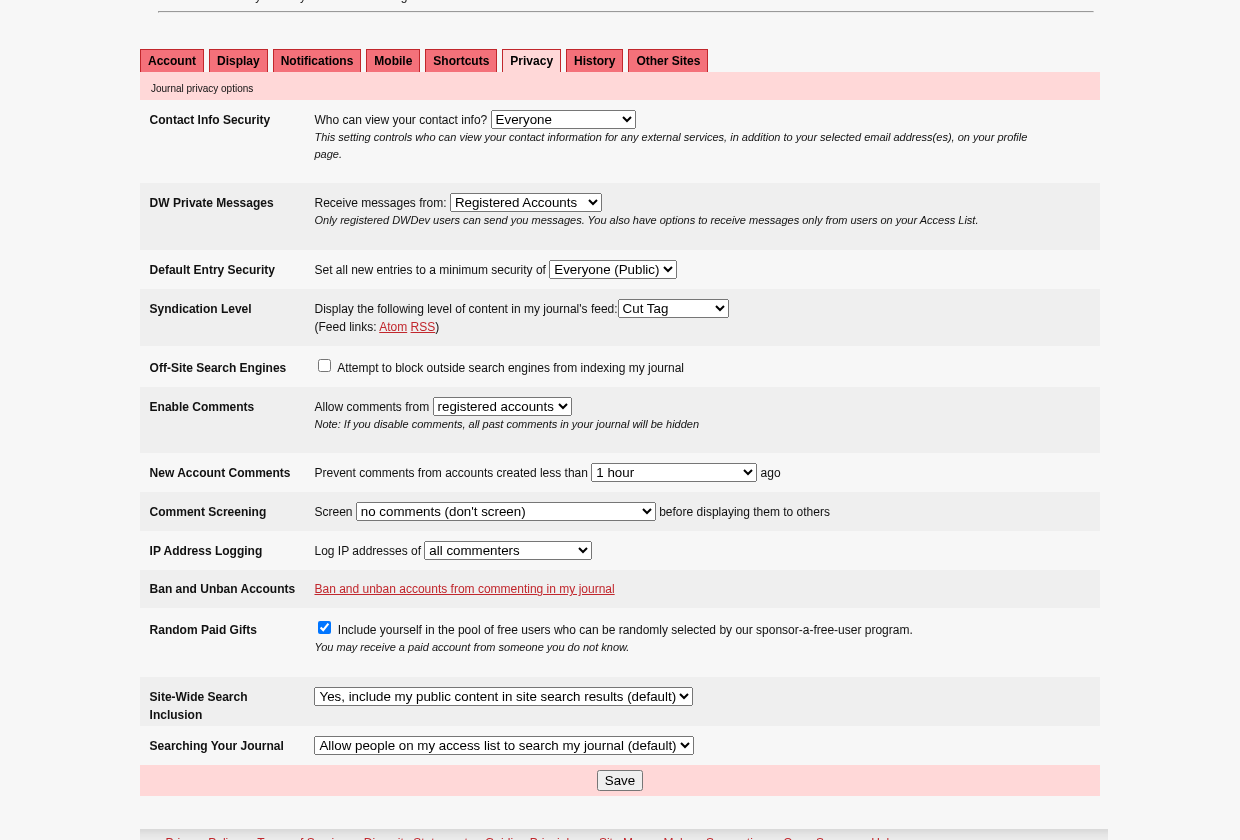 Account Display Notifications Mobile Shortcuts Privacy History Other Sites
Journal privacy options
Contact Info Security Who can view your contact info? Everyone
This setting controls who can view your contact information for any external services, in addition to your selected email address(es), on your profile
page.
DW Private Messages Receive messages from: Registered Accounts
Only registered DWDev users can send you messages. You also have options to receive messages only from users on your Access List.
Default Entry Security Set all new entries to a minimum security of Everyone (Public)
Syndication Level Display the following level of content in my journal's feed: Cut Tag
(Feed links: Atom RSS)
Off-Site Search Engines Attempt to block outside search engines from indexing my journal
Enable Comments Allow comments from registered accounts
Note: If you disable comments, all past comments in your journal will be hidden
New Account Comments Prevent comments from accounts created less than 1 hour ago
Comment Screening Screen no comments (don't screen) before displaying them to others
IP Address Logging Log IP addresses of all commenters
Ban and Unban Accounts Ban and unban accounts from commenting in my journal
Random Paid Gifts Include yourself in the pool of free users who can be randomly selected by our sponsor-a-free-user program.
You may receive a paid account from someone you do not know.
Site-Wide Search Yes, include my public content in site search results (default)
Inclusion
Searching Your Journal Allow people on my access list to search my journal (default)
Save